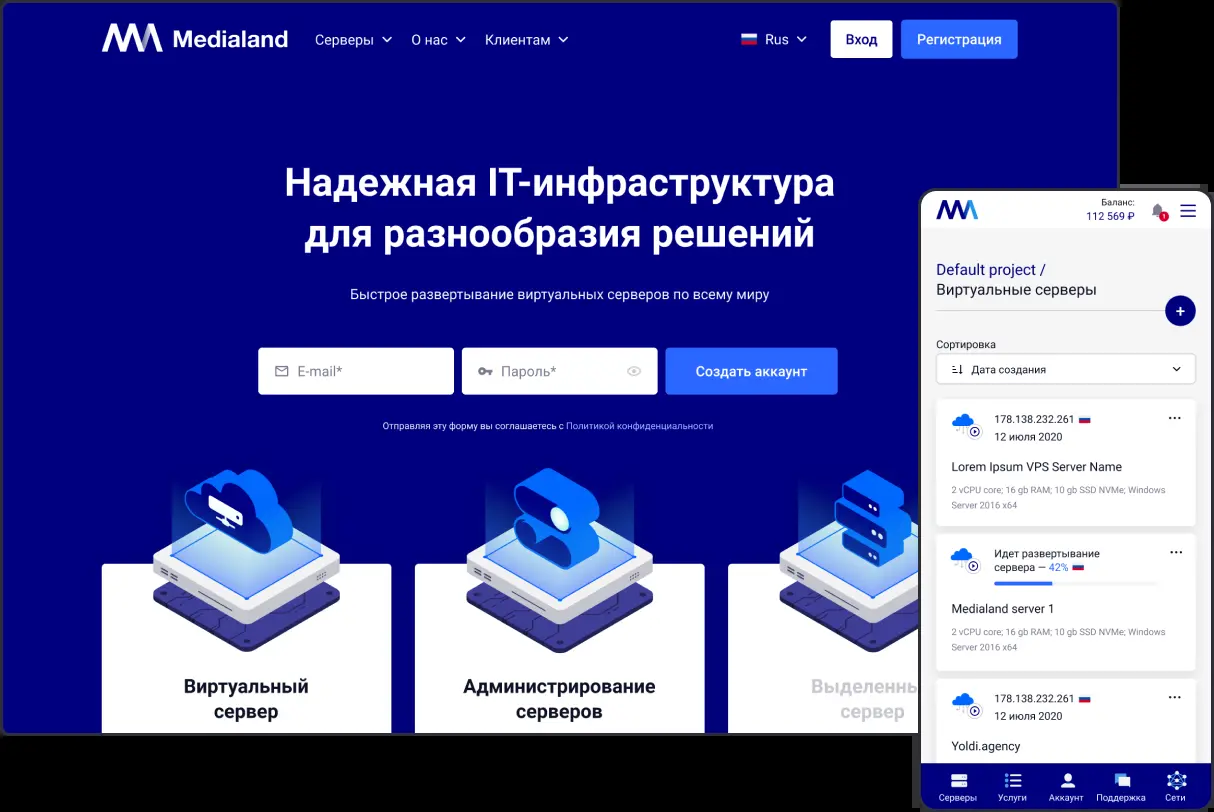 Medialand
Серверы
О нас
Клиентам
Rus
Вход
Регистрация
Надежная IT-инфраструктура
для разнообразия решений
Быстрое развертывание виртуальных серверов по всему миру
E-mail*
Пароль*
Создать аккаунт
Отправляя эту форму вы соглашаетесь с Политикой конфиденциальности
Виртуальный
сервер
Администрирование
серверов
Выделенны
сервер
Баланс:
112 569 ₽
1
Default project /
Виртуальные серверы
+
Сортировка
Дата создания
178.138.232.261
12 июля 2020
Lorem Ipsum VPS Server Name
2 vCPU core; 16 gb RAM; 10 gb SSD NVMe; Windows
Server 2016 x64
Идет развертывание
сервера — 42%
Medialand server 1
2 vCPU core; 16 gb RAM; 10 gb SSD NVMe; Windows
Server 2016 x64
178.138.232.261
12 июля 2020
Yoldi.agency
Серверы
Услуги
Аккаунт
Поддержка
Сети